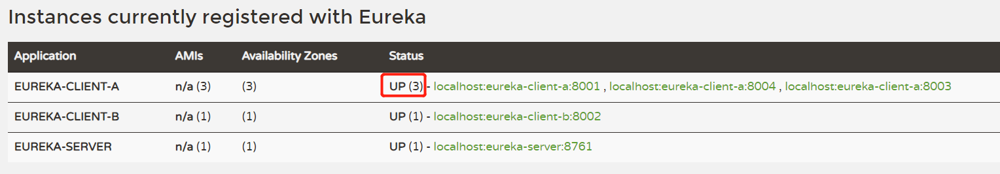 Instances currently registered with Eureka
Application AMIs Availability Zones Status
EUREKA-CLIENT-A n/a (3) (3) UP (3) - localhost:eureka-client-a:8001 , localhost:eureka-client-a:8004 , localhost:eureka-client-a:8003
EUREKA-CLIENT-B n/a (1) (1) UP (1) - localhost:eureka-client-b:8002
EUREKA-SERVER n/a (1) (1) UP (1) - localhost:eureka-server:8761